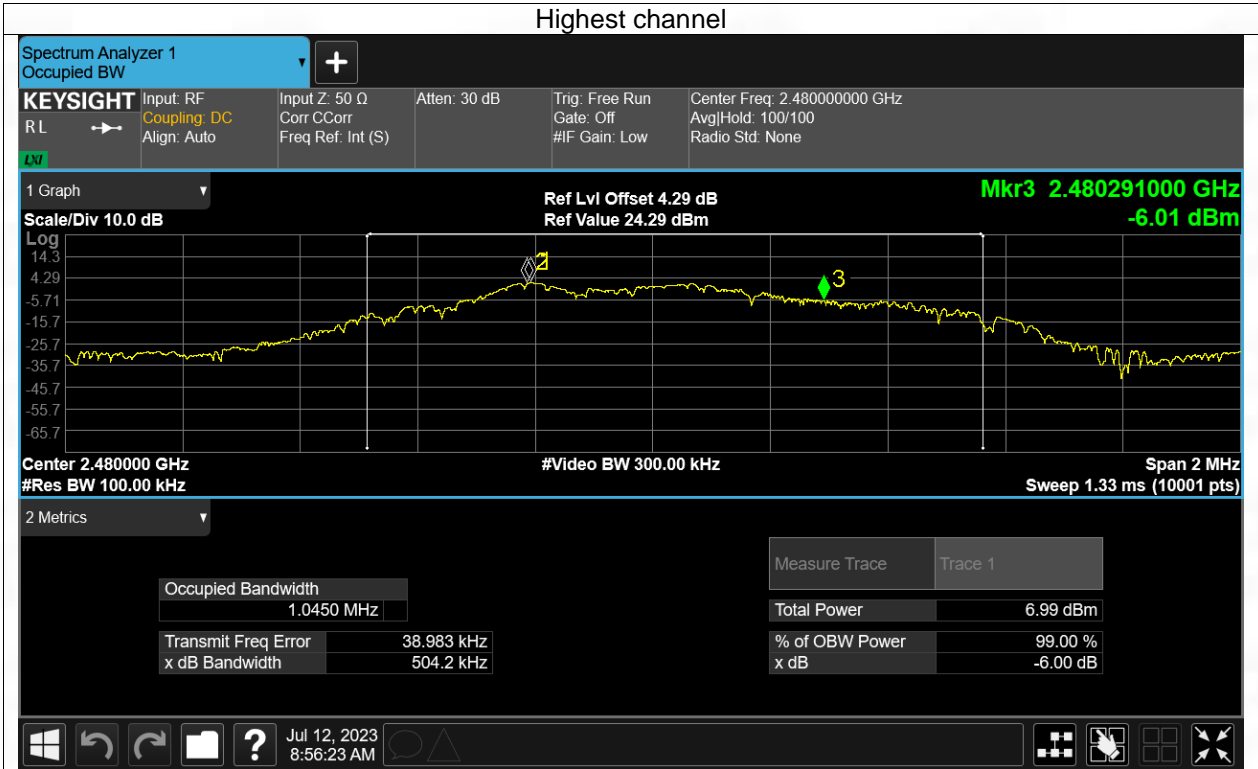 Highest channel
Spectrum Analyzer 1
Occupied BW
KEYSIGHT
R L
LXI
Input: RF
Coupling: DC
Align: Auto
Input Z: 50 Ω
Corr CCorr
Freq Ref: Int (S)
Atten: 30 dB
Trig: Free Run
Gate: Off
#IF Gain: Low
Center Freq: 2.480000000 GHz
Avg|Hold: 100/100
Radio Std: None
1 Graph
Scale/Div 10.0 dB
Ref Lvl Offset 4.29 dB
Ref Value 24.29 dBm
Mkr3 2.480291000 GHz
-6.01 dBm
Log
14.3
4.29
-5.71
-15.7
-25.7
-35.7
-45.7
-55.7
-65.7
3
Center 2.480000 GHz
#Video BW 300.00 kHz
Span 2 MHz
#Res BW 100.00 kHz
Sweep 1.33 ms (10001 pts)
2 Metrics
Measure Trace Trace 1
Occupied Bandwidth
1.0450 MHz
Total Power 6.99 dBm
Transmit Freq Error 38.983 kHz
% of OBW Power 99.00 %
x dB Bandwidth 504.2 kHz
x dB -6.00 dB
Jul 12, 2023
8:56:23 AM